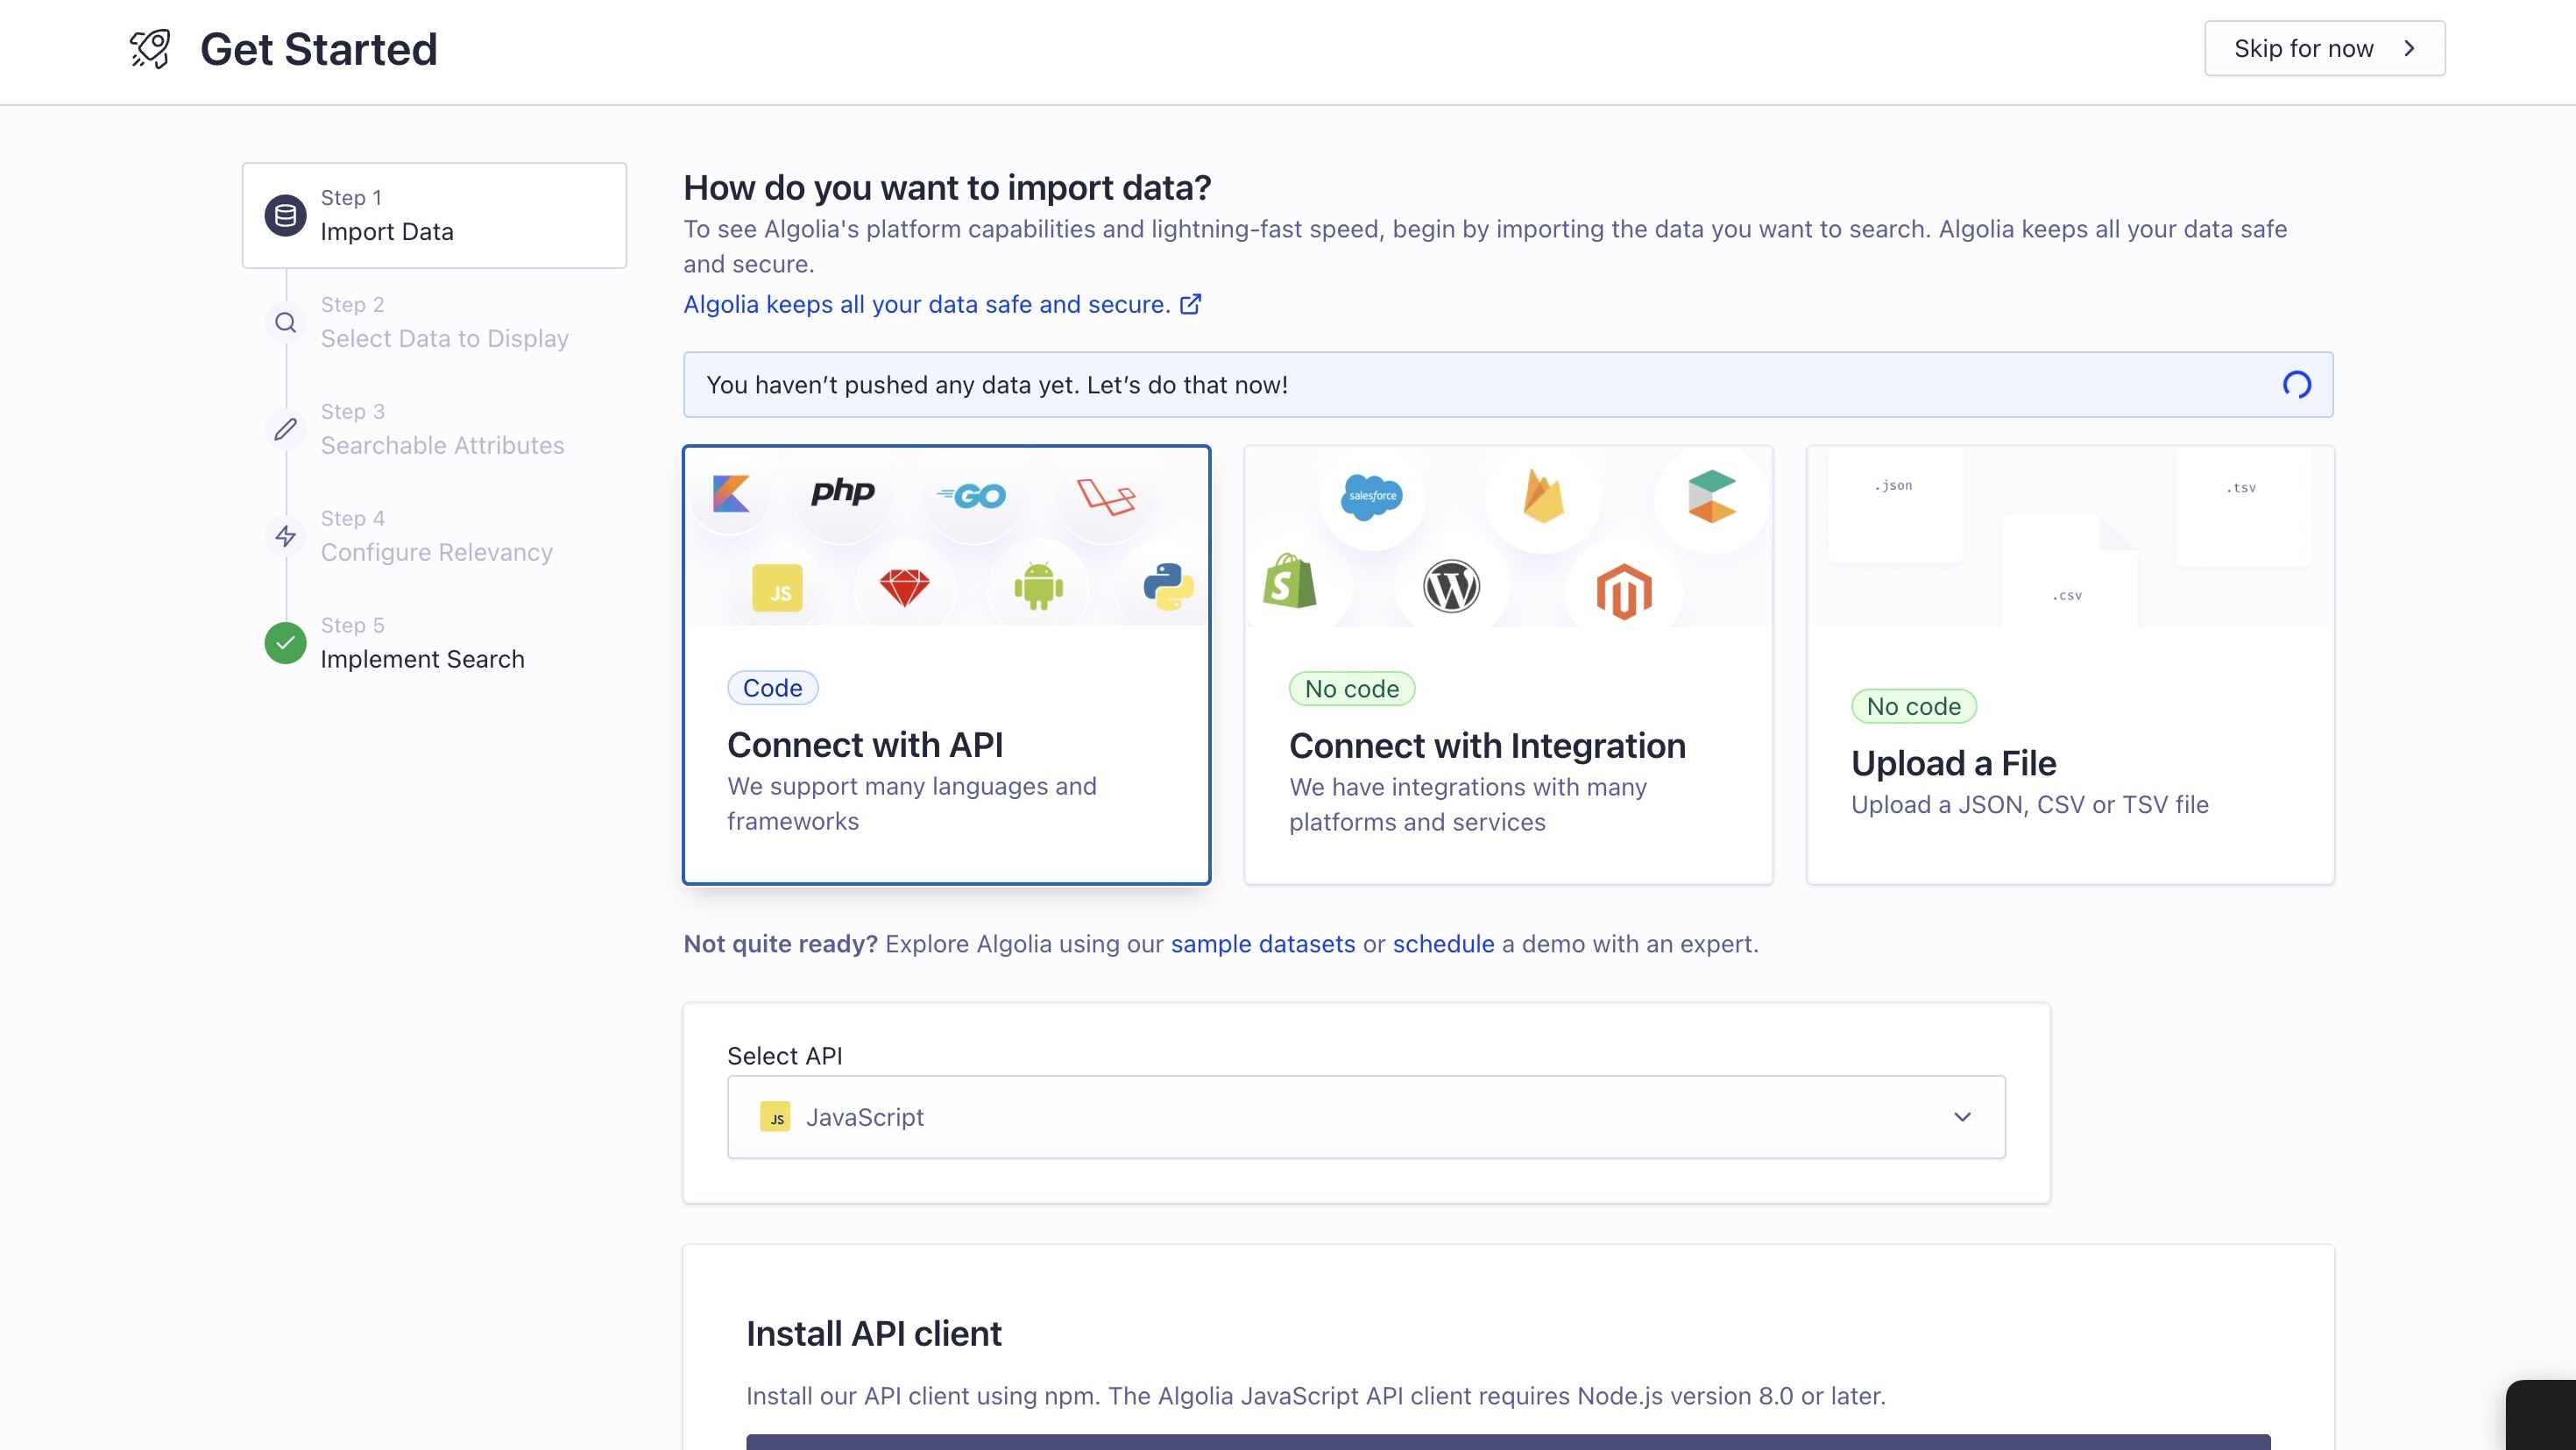 Get Started
Skip for now
Step 1
Import Data
Step 2
Select Data to Display
Step 3
Searchable Attributes
Step 4
Configure Relevancy
Step 5
Implement Search
How do you want to import data?
To see Algolia's platform capabilities and lightning-fast speed, begin by importing the data you want to search. Algolia keeps all your data safe
and secure.
Algolia keeps all your data safe and secure.
You haven’t pushed any data yet. Let’s do that now!
php
GO
JS
Code
Connect with API
We support many languages and
frameworks
salesforce
S
W
No code
Connect with Integration
We have integrations with many
platforms and services
.json
.tsv
.csv
No code
Upload a File
Upload a JSON, CSV or TSV file
Not quite ready? Explore Algolia using our sample datasets or schedule a demo with an expert.
Select API
JS JavaScript
Install API client
Install our API client using npm. The Algolia JavaScript API client requires Node.js version 8.0 or later.